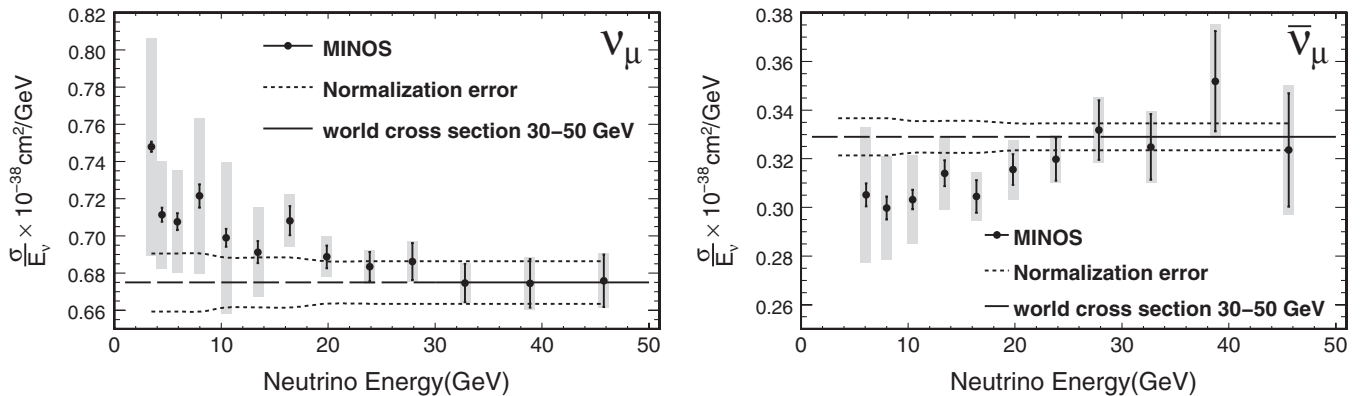 0.82
0.80
0.78
0.76
0.74
0.72
0.70
0.68
0.66
σ/Eν × 10⁻³⁸cm²/GeV
νμ
MINOS
Normalization error
world cross section 30−50 GeV
0 10 20 30 40 50
Neutrino Energy(GeV)
0.38
0.36
0.34
0.32
0.30
0.28
0.26
σ/Eν × 10⁻³⁸cm²/GeV
ν̅μ
MINOS
Normalization error
world cross section 30−50 GeV
0 10 20 30 40 50
Neutrino Energy(GeV)